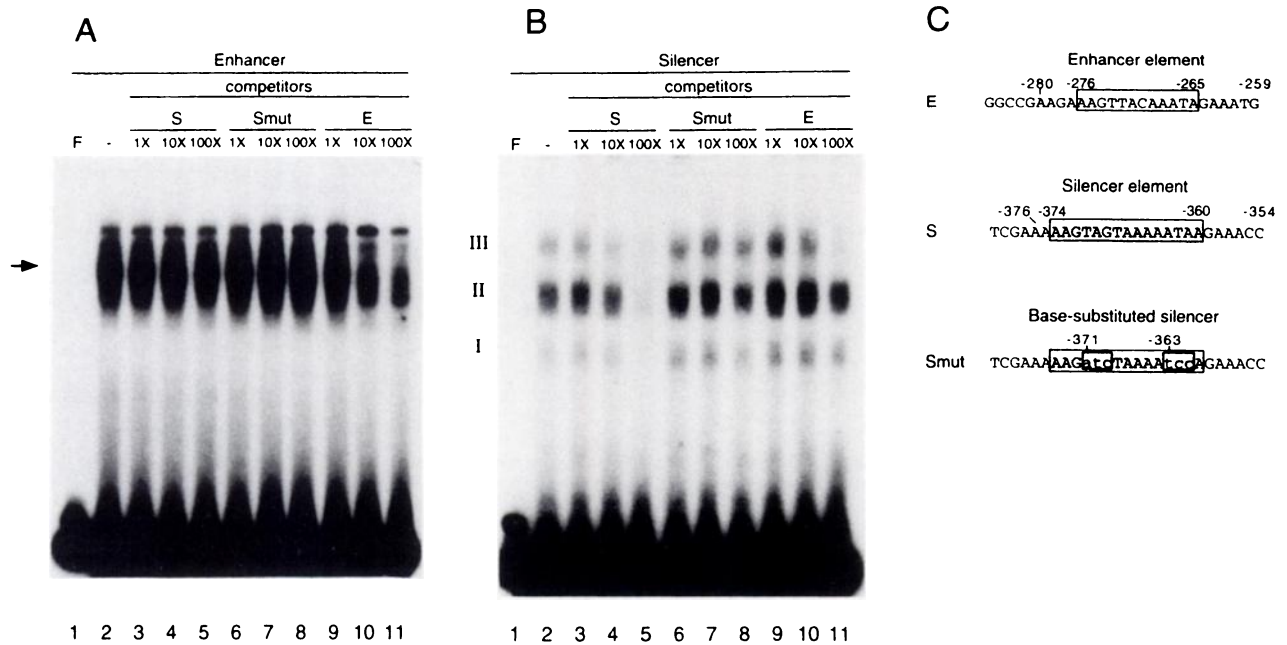 A
Enhancer
competitors
S Smut E
F - 1X 10X 100X 1X 10X 100X 1X 10X 100X
1 2 3 4 5 6 7 8 9 10 11
B
Silencer
competitors
S Smut E
F - 1X 10X 100X 1X 10X 100X 1X 10X 100X
III
II
I
1 2 3 4 5 6 7 8 9 10 11
C
Enhancer element
-280 -276 -265 -259
E GGCCGAAGAAAGTTACAAATAGAAATG
Silencer element
-376 -374 -360 -354
S TCGAAAAAGTAGTAAAAATAAGAAACC
Base-substituted silencer
-371 -363
Smut TCGAAAAAGatcTAAAAtccAGAAACC